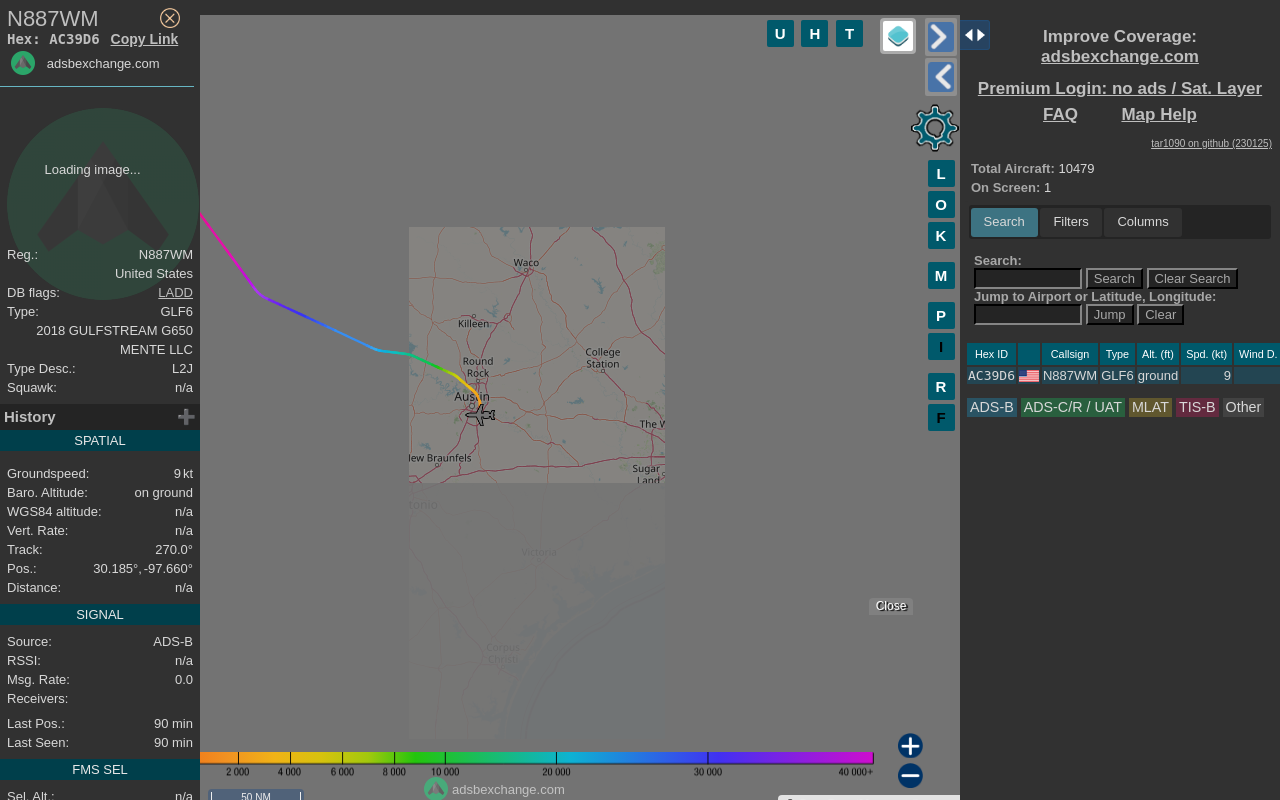 N887WM
Hex: AC39D6 Copy Link
adsbexchange.com
Loading image...
Reg.: N887WM
United States
DB flags: LADD
Type: GLF6
2018 GULFSTREAM G650
MENTE LLC
Type Desc.: L2J
Squawk: n/a
History
SPATIAL
Groundspeed: 9 kt
Baro. Altitude: on ground
WGS84 altitude: n/a
Vert. Rate: n/a
Track: 270.0°
Pos.: 30.185°, -97.660°
Distance: n/a
SIGNAL
Source: ADS-B
RSSI: n/a
Msg. Rate: 0.0
Receivers:
Last Pos.: 90 min
Last Seen: 90 min
FMS SEL
Sel. Alt.: n/a
U H T
L
O
K
M
P
I
R
F
Waco
Killeen
Round
Rock
College
Station
Austin
The W
New Braunfels
Sugar
Land
tonio
Victoria
Corpus
Christi
Close
2 000 4 000 6 000 8 000 10 000 20 000 30 000 40 000+
adsbexchange.com
50 NM
Improve Coverage:
adsbexchange.com
Premium Login: no ads / Sat. Layer
FAQ Map Help
tar1090 on github (230125)
Total Aircraft: 10479
On Screen: 1
Search Filters Columns
Search:
Search Clear Search
Jump to Airport or Latitude, Longitude:
Jump Clear
Hex ID Callsign Type Alt. (ft) Spd. (kt) Wind D.
AC39D6 N887WM GLF6 ground 9
ADS-B ADS-C/R / UAT MLAT TIS-B Other